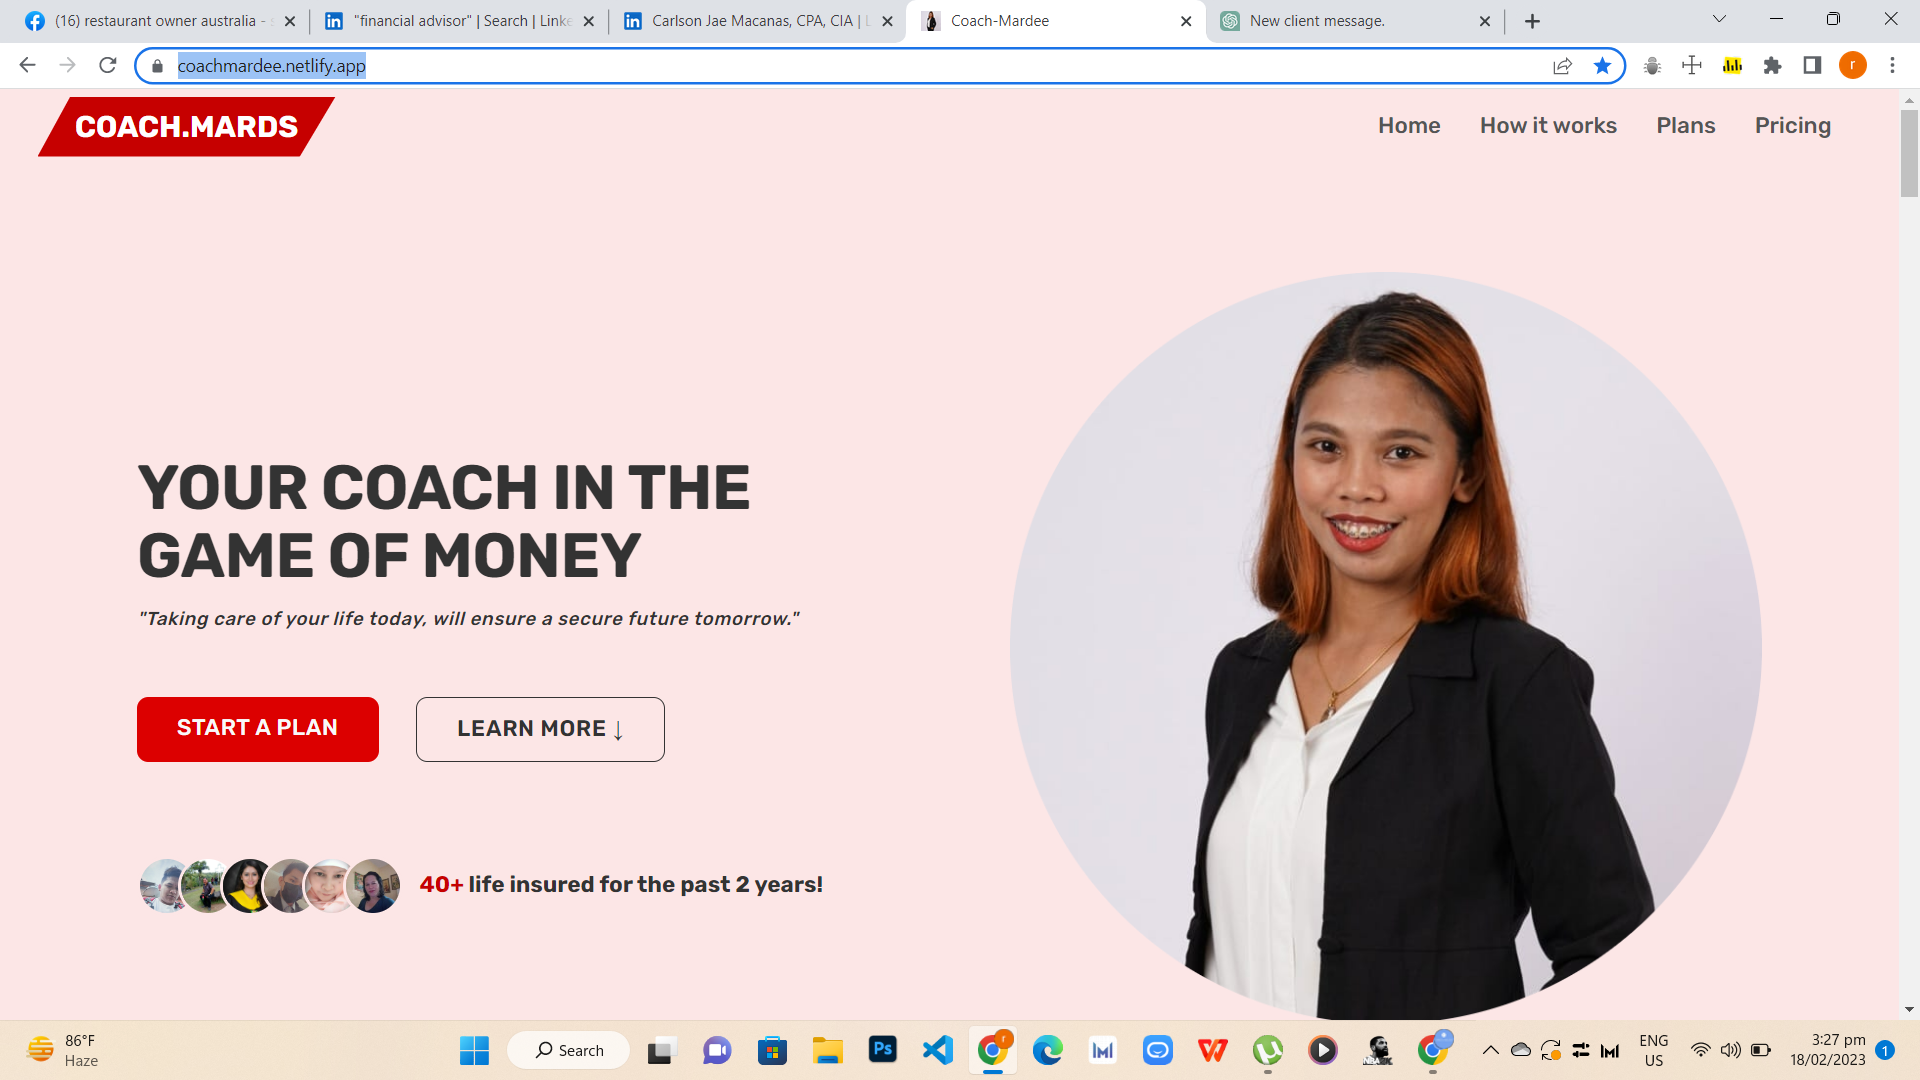 (16) restaurant owner australia -
"financial advisor" | Search | Linke
Carlson Jae Macanas, CPA, CIA | L
Coach-Mardee
New client message.
coachmardee.netlify.app
r
COACH.MARDS
Home
How it works
Plans
Pricing
YOUR COACH IN THE
GAME OF MONEY
"Taking care of your life today, will ensure a secure future tomorrow."
START A PLAN
LEARN MORE ↓
40+ life insured for the past 2 years!
86°F
Haze
Search
Ps
r
ENG
US
3:27 pm
18/02/2023
1